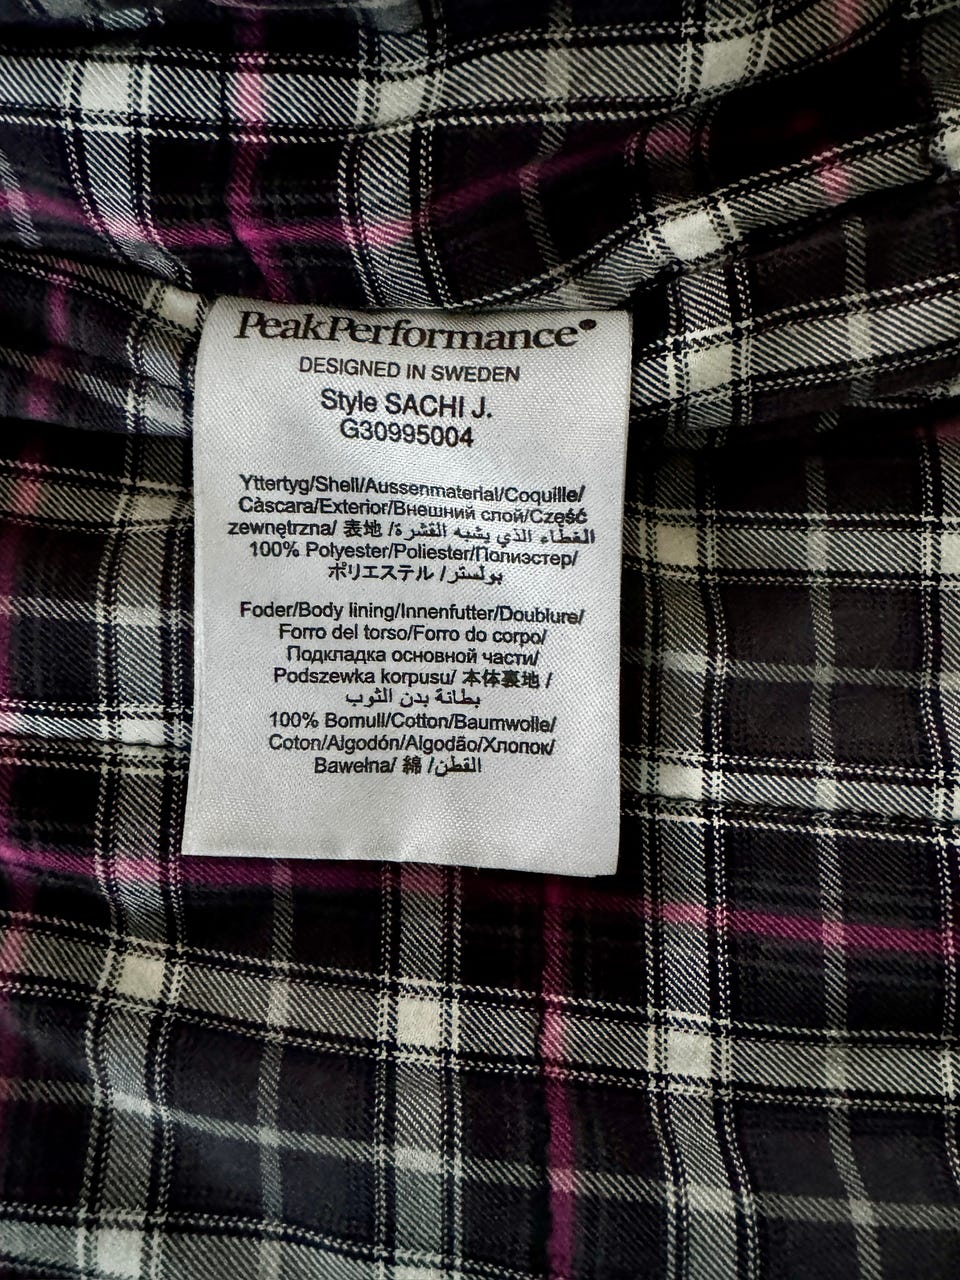 PeakPerformance
DESIGNED IN SWEDEN
Style SACHI J.
G30995004
Yttertyg/Shell/Aussenmaterial/Coquille/
Càscara/Exterior/Внешний слой/Część
zewnętrzna/ 表地 /الغطاء الذي يشبه القشرة
100% Polyester/Poliester/Полиэстер/
ポリエステル /بولستر
Foder/Body lining/Innenfutter/Doublure/
Forro del torso/Forro do corpo/
Подкладка основной части/
Podszewka korpusu/ 本体裏地 /
بطانة بدن الثوب
100% Bomull/Cotton/Baumwolle/
Coton/Algodón/Algodão/Хлопок/
Bawełna/ 綿 /القطن